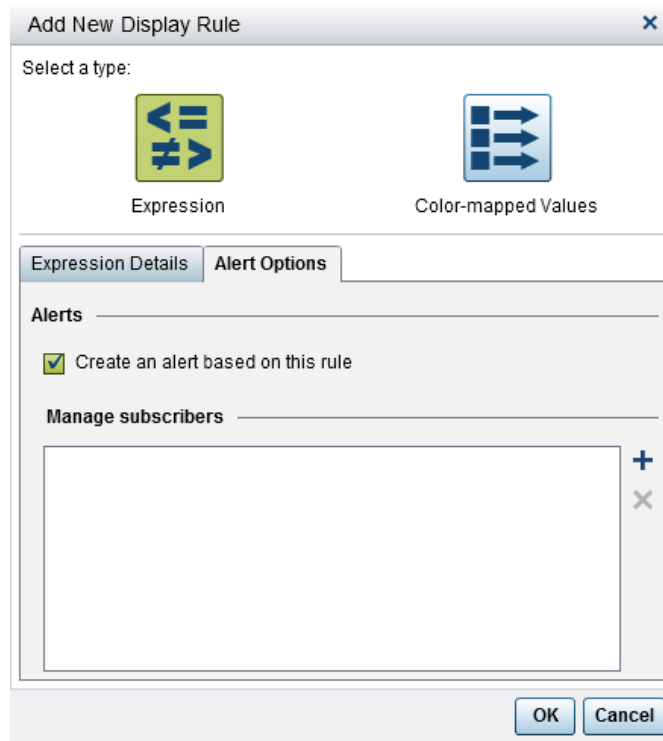 Add New Display Rule
Select a type:
Expression
Color-mapped Values
Expression Details
Alert Options
Alerts
Create an alert based on this rule
Manage subscribers
OK
Cancel